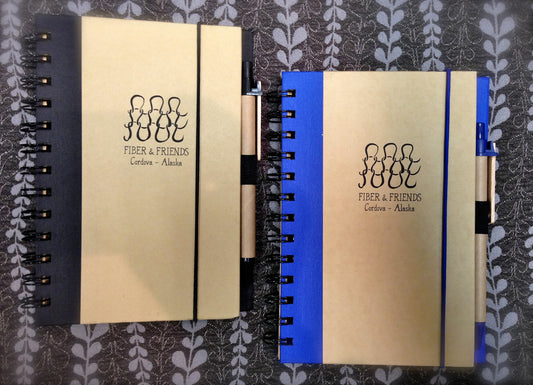 FIBER & FRIENDS
Cordova - Alaska
FIBER & FRIENDS
Cordova - Alaska